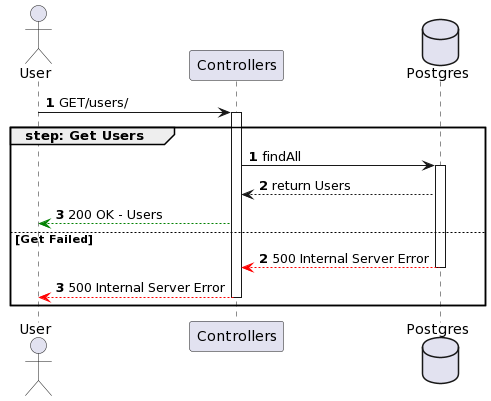 User
Controllers
Postgres
1 GET/users/
step: Get Users
1 findAll
2 return Users
3 200 OK - Users
[Get Failed]
2 500 Internal Server Error
3 500 Internal Server Error
User
Controllers
Postgres